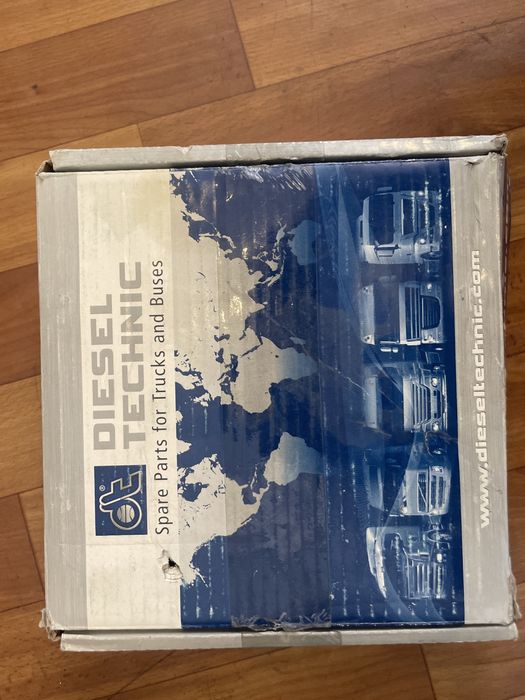 DIESEL
TECHNIC
Spare Parts for Trucks and Buses
www.dieseltechnic.com